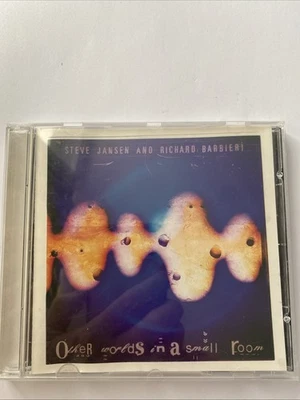 STEVE JANSEN AND RICHARD BARBIERI
OtHER worldS in a small room